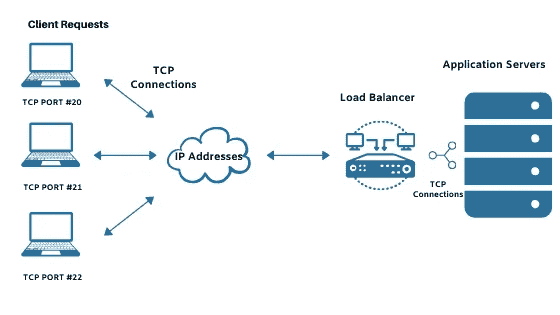 Client Requests
TCP PORT #20
TCP
Connections
TCP PORT #21
IP Addresses
TCP PORT #22
Load Balancer
TCP
Connections
Application Servers